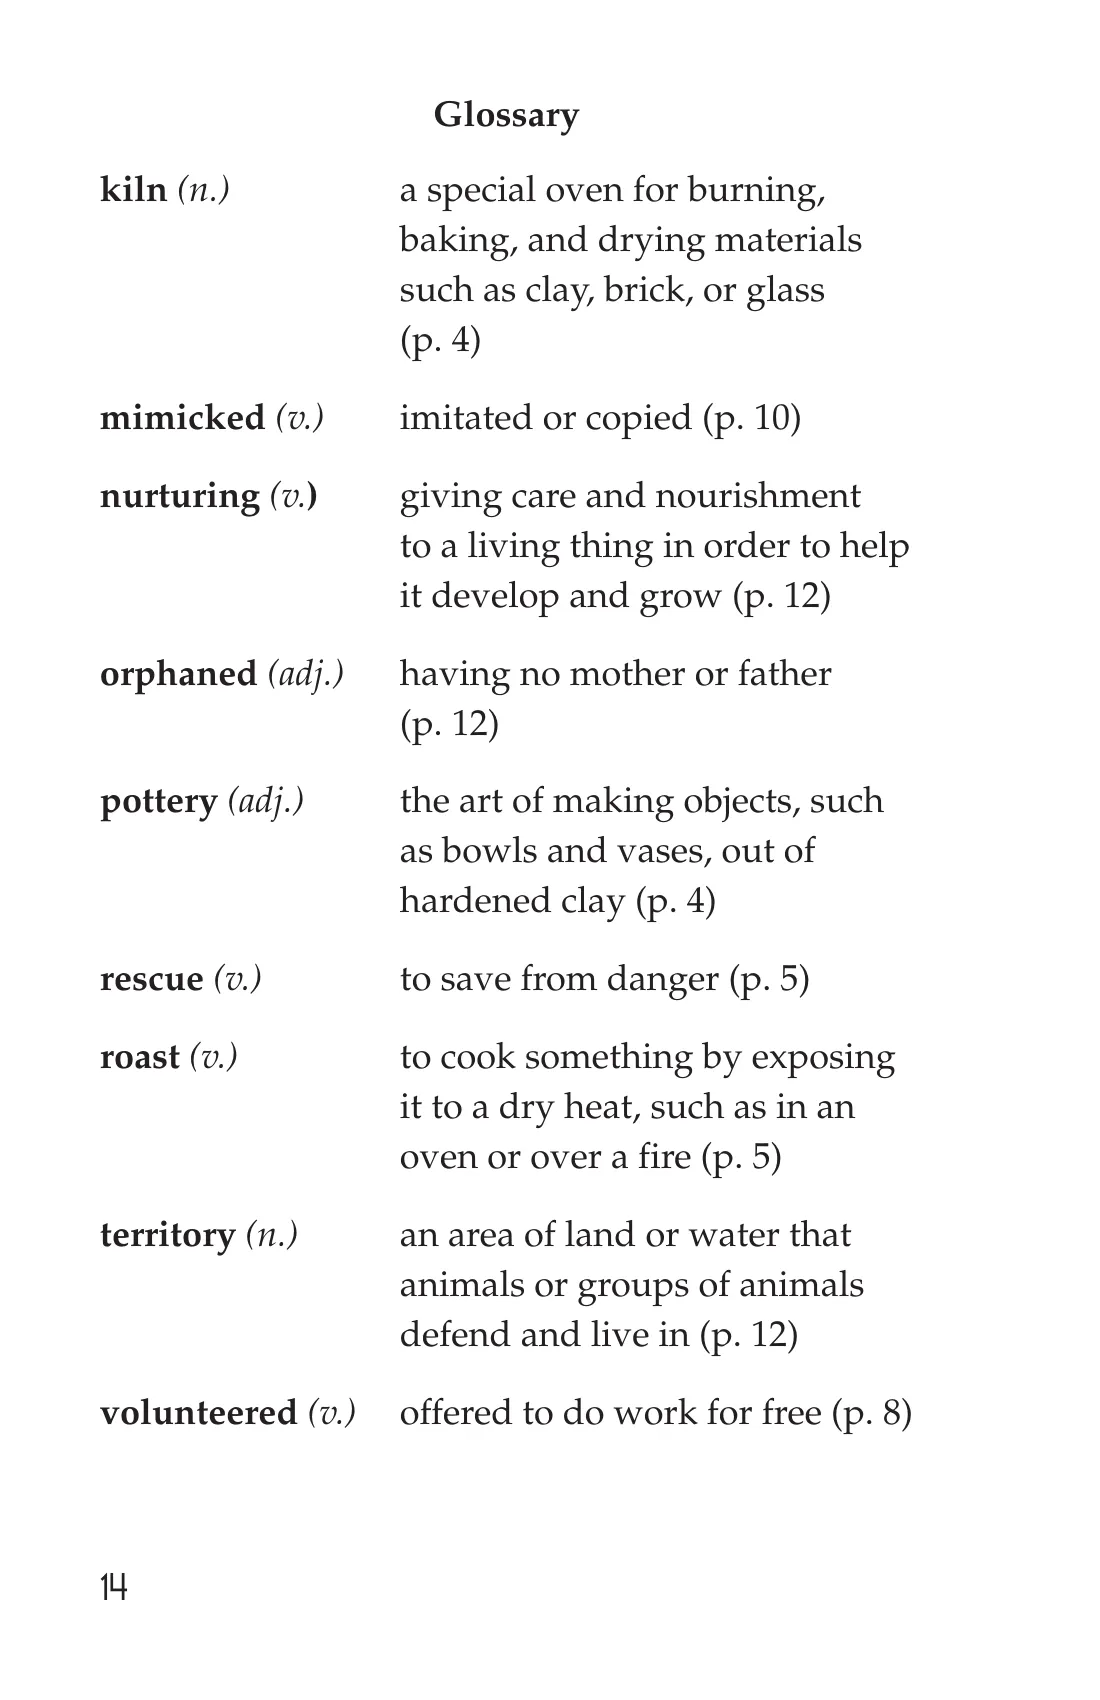 Glossary
kiln (n.) a special oven for burning,
baking, and drying materials
such as clay, brick, or glass
(p. 4)
mimicked (v.) imitated or copied (p. 10)
nurturing (v.) giving care and nourishment
to a living thing in order to help
it develop and grow (p. 12)
orphaned (adj.) having no mother or father
(p. 12)
pottery (adj.) the art of making objects, such
as bowls and vases, out of
hardened clay (p. 4)
rescue (v.) to save from danger (p. 5)
roast (v.) to cook something by exposing
it to a dry heat, such as in an
oven or over a fire (p. 5)
territory (n.) an area of land or water that
animals or groups of animals
defend and live in (p. 12)
volunteered (v.) offered to do work for free (p. 8)
14